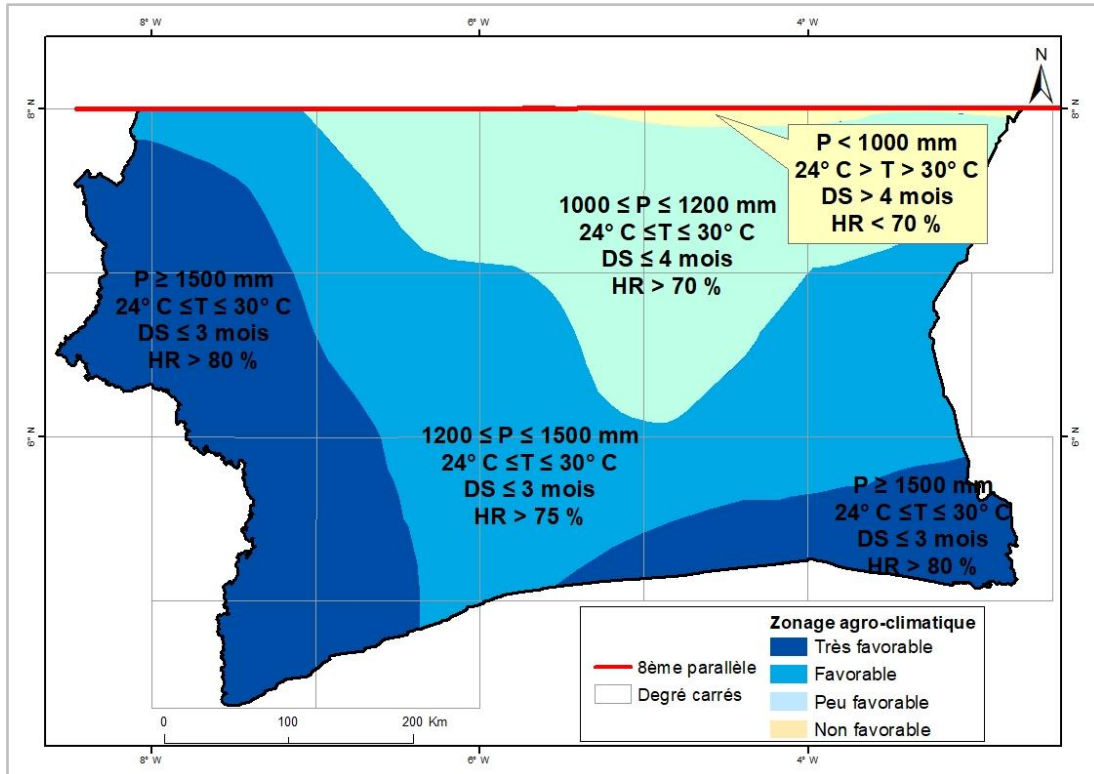 8° W
6° W
4° W
N
8° N
8° N
P < 1000 mm
24° C > T > 30° C
DS > 4 mois
HR < 70 %
1000 ≤ P ≤ 1200 mm
24° C ≤T ≤ 30° C
DS ≤ 4 mois
HR > 70 %
P ≥ 1500 mm
24° C ≤T ≤ 30° C
DS ≤ 3 mois
HR > 80 %
6° N
6° N
1200 ≤ P ≤ 1500 mm
24° C ≤T ≤ 30° C
DS ≤ 3 mois
HR > 75 %
P ≥ 1500 mm
24° C ≤T ≤ 30° C
DS ≤ 3 mois
HR > 80 %
8ème parallèle
Degré carrés
Zonage agro-climatique
Très favorable
Favorable
Peu favorable
Non favorable
0 100 200 Km
8° W
6° W
4° W